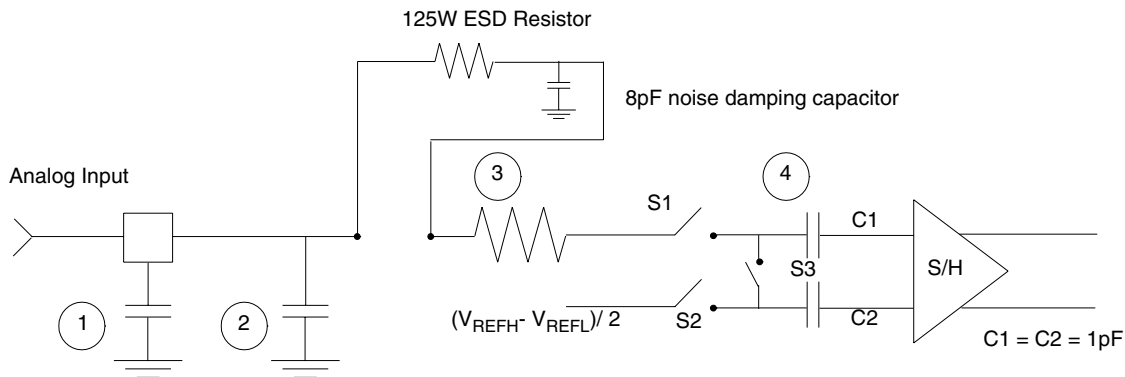 125W ESD Resistor
8pF noise damping capacitor
Analog Input
3
4
S1
C1
S/H
S3
1
2
(VREFH- VREFL)/ 2
S2
C2
C1 = C2 = 1pF